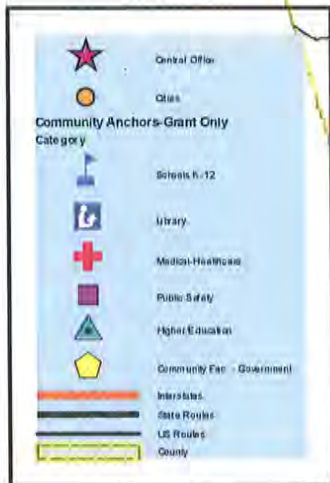 Central Office
Cities
Community Anchors-Grant Only
Category
Schools K-12
Library
Medical-Healthcare
Public Safety
Higher Education
Community Fac - Government
Interstates
State Routes
US Routes
County